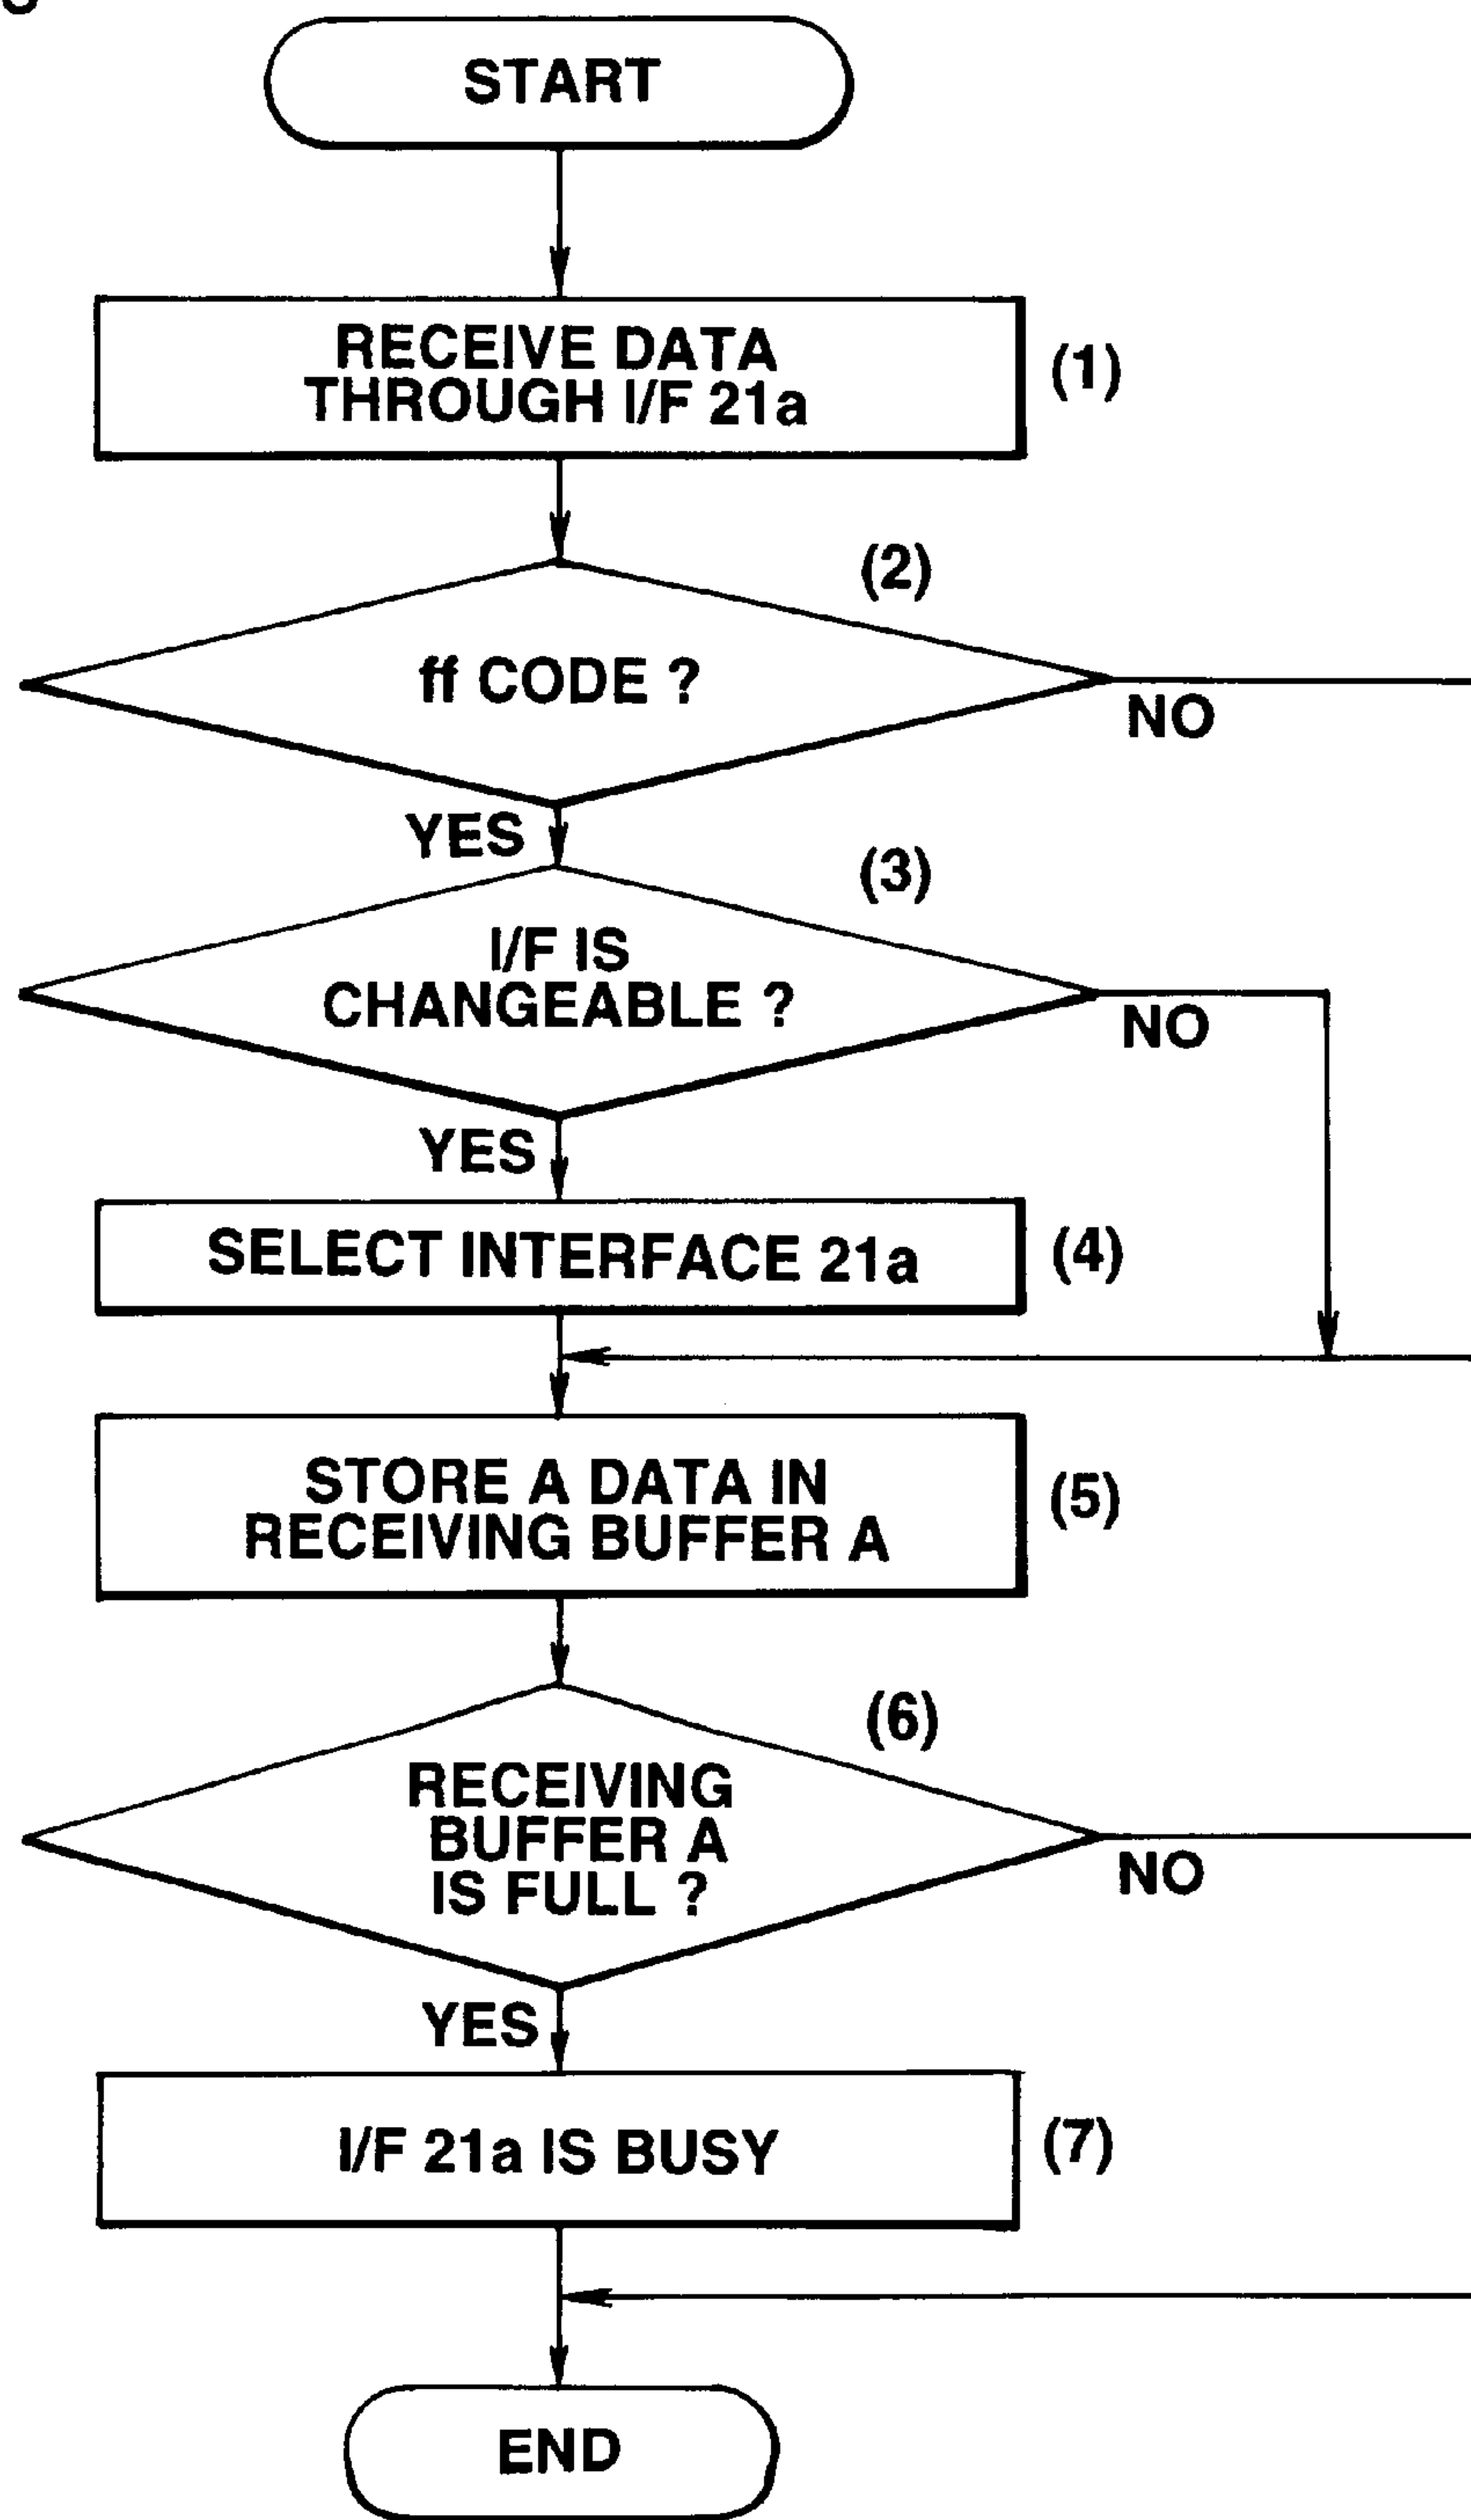 START
RECEIVE DATA
THROUGH I/F 21a
(1)
(2)
ff CODE ?
NO
YES
(3)
I/F IS
CHANGEABLE ?
NO
YES
SELECT INTERFACE 21a
(4)
STORE A DATA IN
RECEIVING BUFFER A
(5)
(6)
RECEIVING
BUFFER A
IS FULL ?
NO
YES
I/F 21a IS BUSY
(7)
END